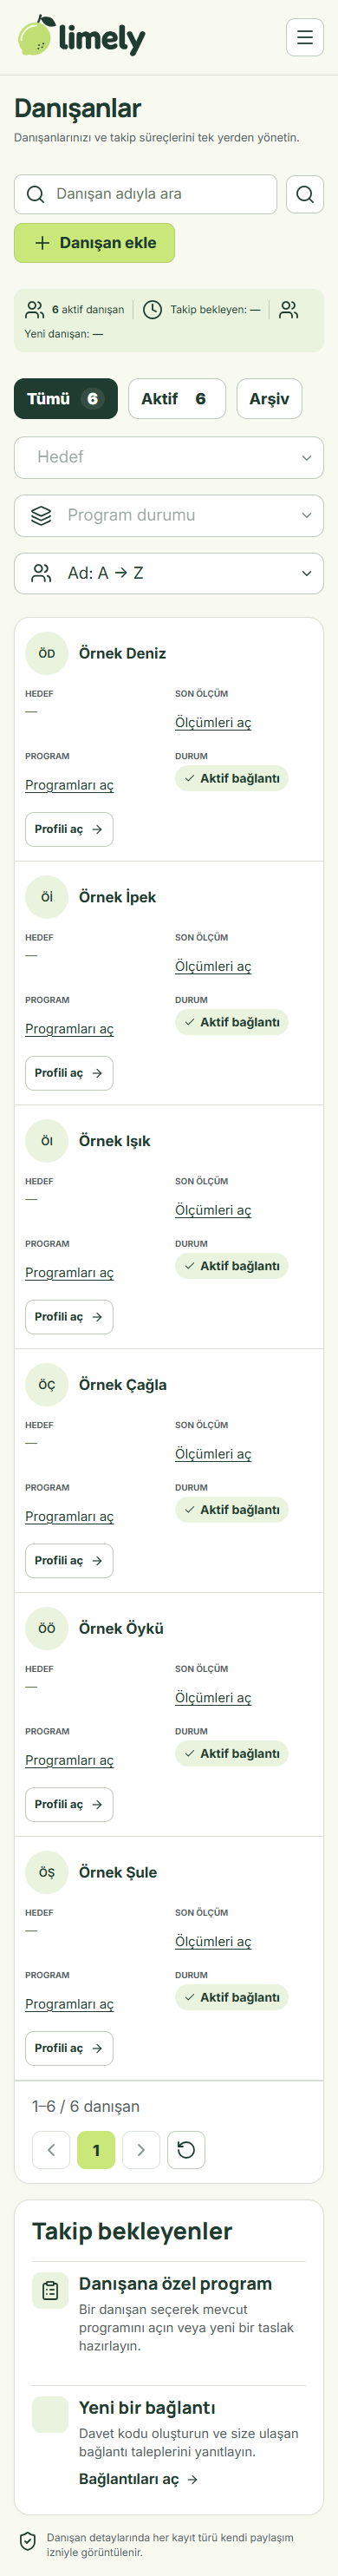 limely
Danışanlar
Danışanlarınızı ve takip süreçlerini tek yerden yönetin.
Danışan adıyla ara
+ Danışan ekle
6 aktif danışan
Takip bekleyen: —
Yeni danışan: —
Tümü 6
Aktif 6
Arşiv
Hedef
Program durumu
Ad: A → Z
ÖD
Örnek Deniz
HEDEF
—
SON ÖLÇÜM
Ölçümleri aç
PROGRAM
Programları aç
DURUM
✓ Aktif bağlantı
Profili aç →
Öİ
Örnek İpek
HEDEF
—
SON ÖLÇÜM
Ölçümleri aç
PROGRAM
Programları aç
DURUM
✓ Aktif bağlantı
Profili aç →
ÖI
Örnek Işık
HEDEF
—
SON ÖLÇÜM
Ölçümleri aç
PROGRAM
Programları aç
DURUM
✓ Aktif bağlantı
Profili aç →
ÖÇ
Örnek Çağla
HEDEF
—
SON ÖLÇÜM
Ölçümleri aç
PROGRAM
Programları aç
DURUM
✓ Aktif bağlantı
Profili aç →
ÖÖ
Örnek Öykü
HEDEF
—
SON ÖLÇÜM
Ölçümleri aç
PROGRAM
Programları aç
DURUM
✓ Aktif bağlantı
Profili aç →
ÖŞ
Örnek Şule
HEDEF
—
SON ÖLÇÜM
Ölçümleri aç
PROGRAM
Programları aç
DURUM
✓ Aktif bağlantı
Profili aç →
1–6 / 6 danışan
1
Takip bekleyenler
Danışana özel program
Bir danışan seçerek mevcut
programını açın veya yeni bir taslak
hazırlayın.
Yeni bir bağlantı
Davet kodu oluşturun ve size ulaşan
bağlantı taleplerini yanıtlayın.
Bağlantıları aç →
Danışan detaylarında her kayıt türü kendi paylaşım
izniyle görüntülenir.